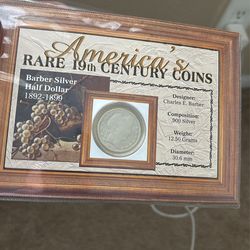 America's
RARE 19th CENTURY COINS
Barber Silver
Half Dollar
1892-1899
Designer:
Charles E. Barber
Composition:
900 Silver
Weight:
12.50 Grams
Diameter:
30.6 mm